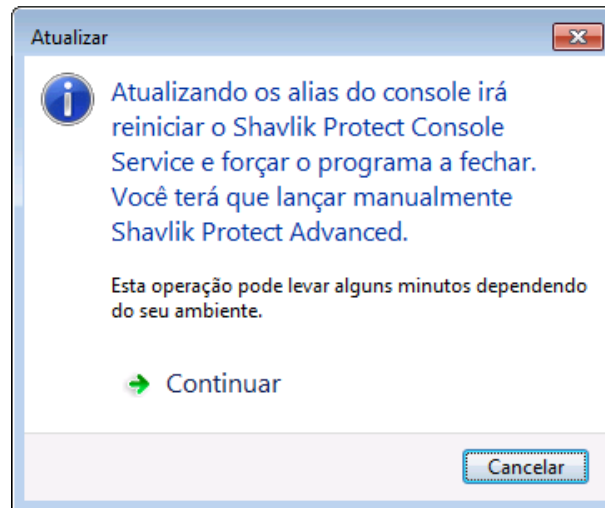 Atualizar
Atualizando os alias do console irá
reiniciar o Shavlik Protect Console
Service e forçar o programa a fechar.
Você terá que lançar manualmente
Shavlik Protect Advanced.
Esta operação pode levar alguns minutos dependendo
do seu ambiente.
Continuar
Cancelar